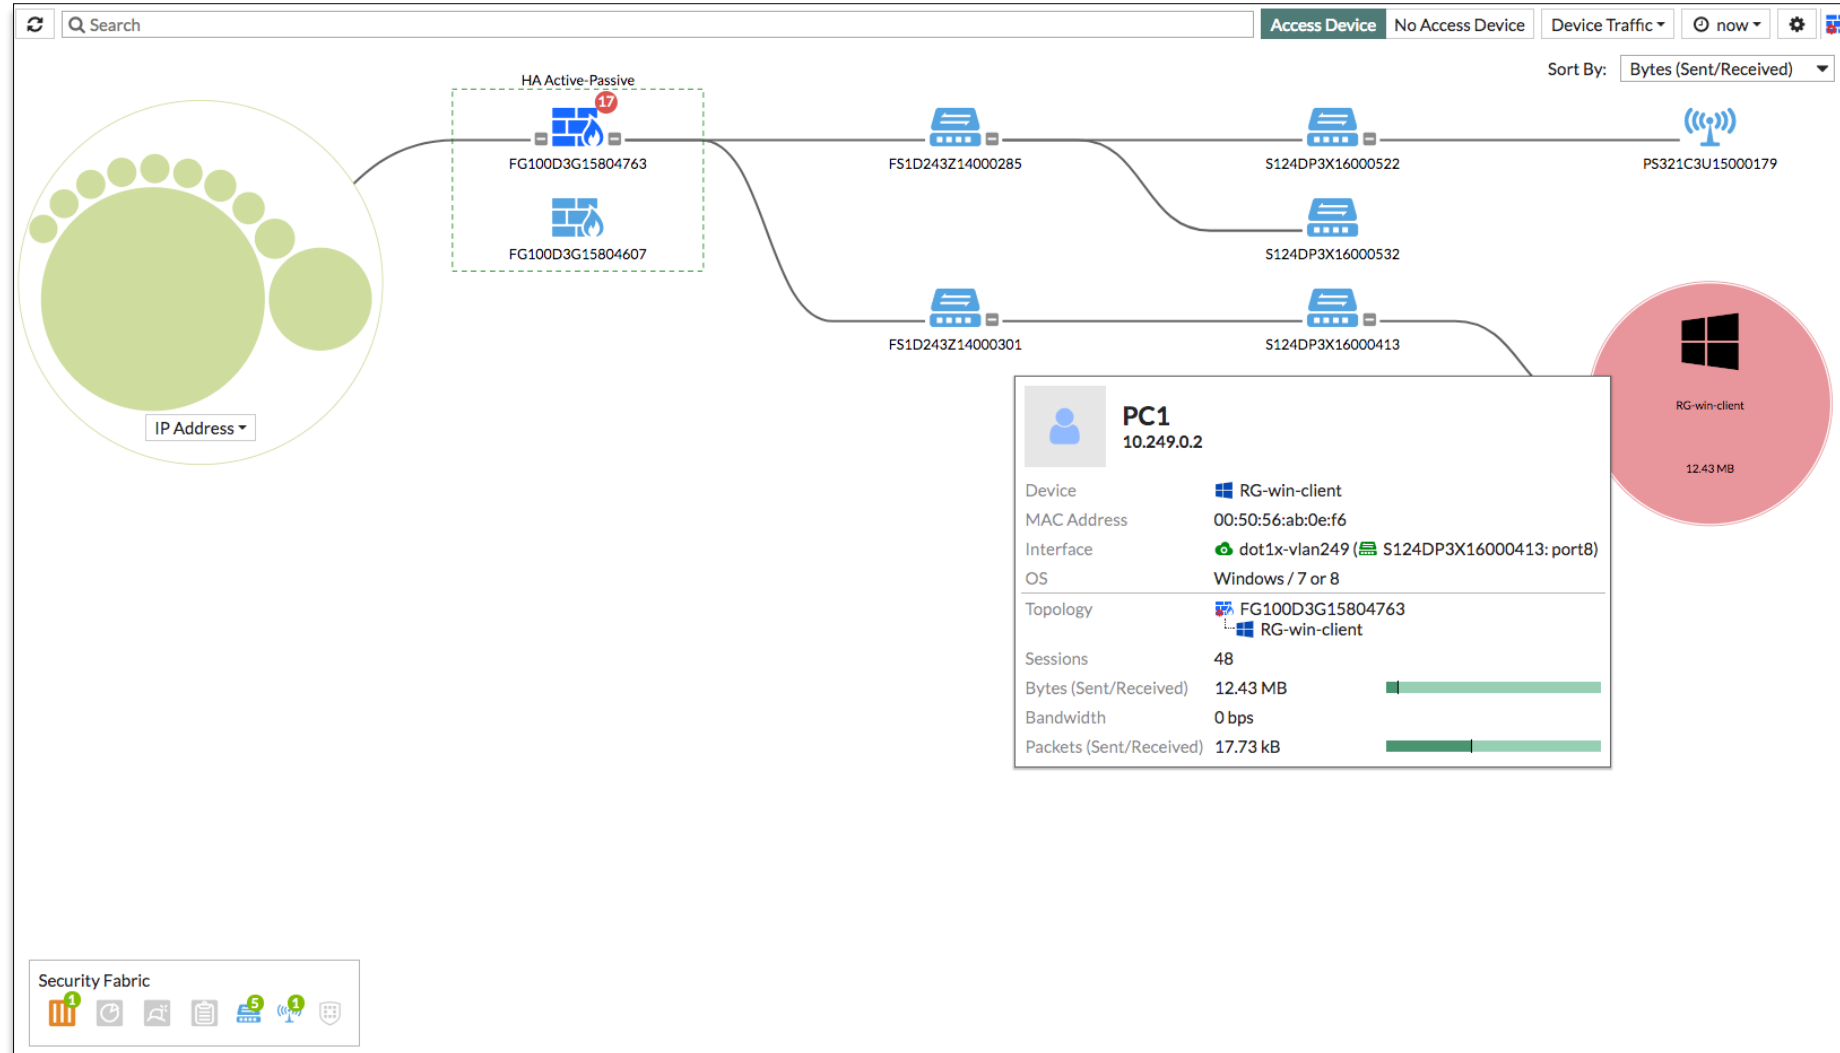 Search
Access Device No Access Device Device Traffic now
Sort By: Bytes (Sent/Received)
HA Active-Passive
17
FG100D3G15804763 FS1D243Z14000285 S124DP3X16000522 PS321C3U15000179
FG100D3G15804607 S124DP3X16000532
FS1D243Z14000301 S124DP3X16000413
IP Address
RG-win-client
12.43 MB
PC1
10.249.0.2
Device RG-win-client
MAC Address 00:50:56:ab:0e:f6
Interface dot1x-vlan249 (S124DP3X16000413: port8)
OS Windows / 7 or 8
Topology FG100D3G15804763
RG-win-client
Sessions 48
Bytes (Sent/Received) 12.43 MB
Bandwidth 0 bps
Packets (Sent/Received) 17.73 kB
Security Fabric
1 5 1